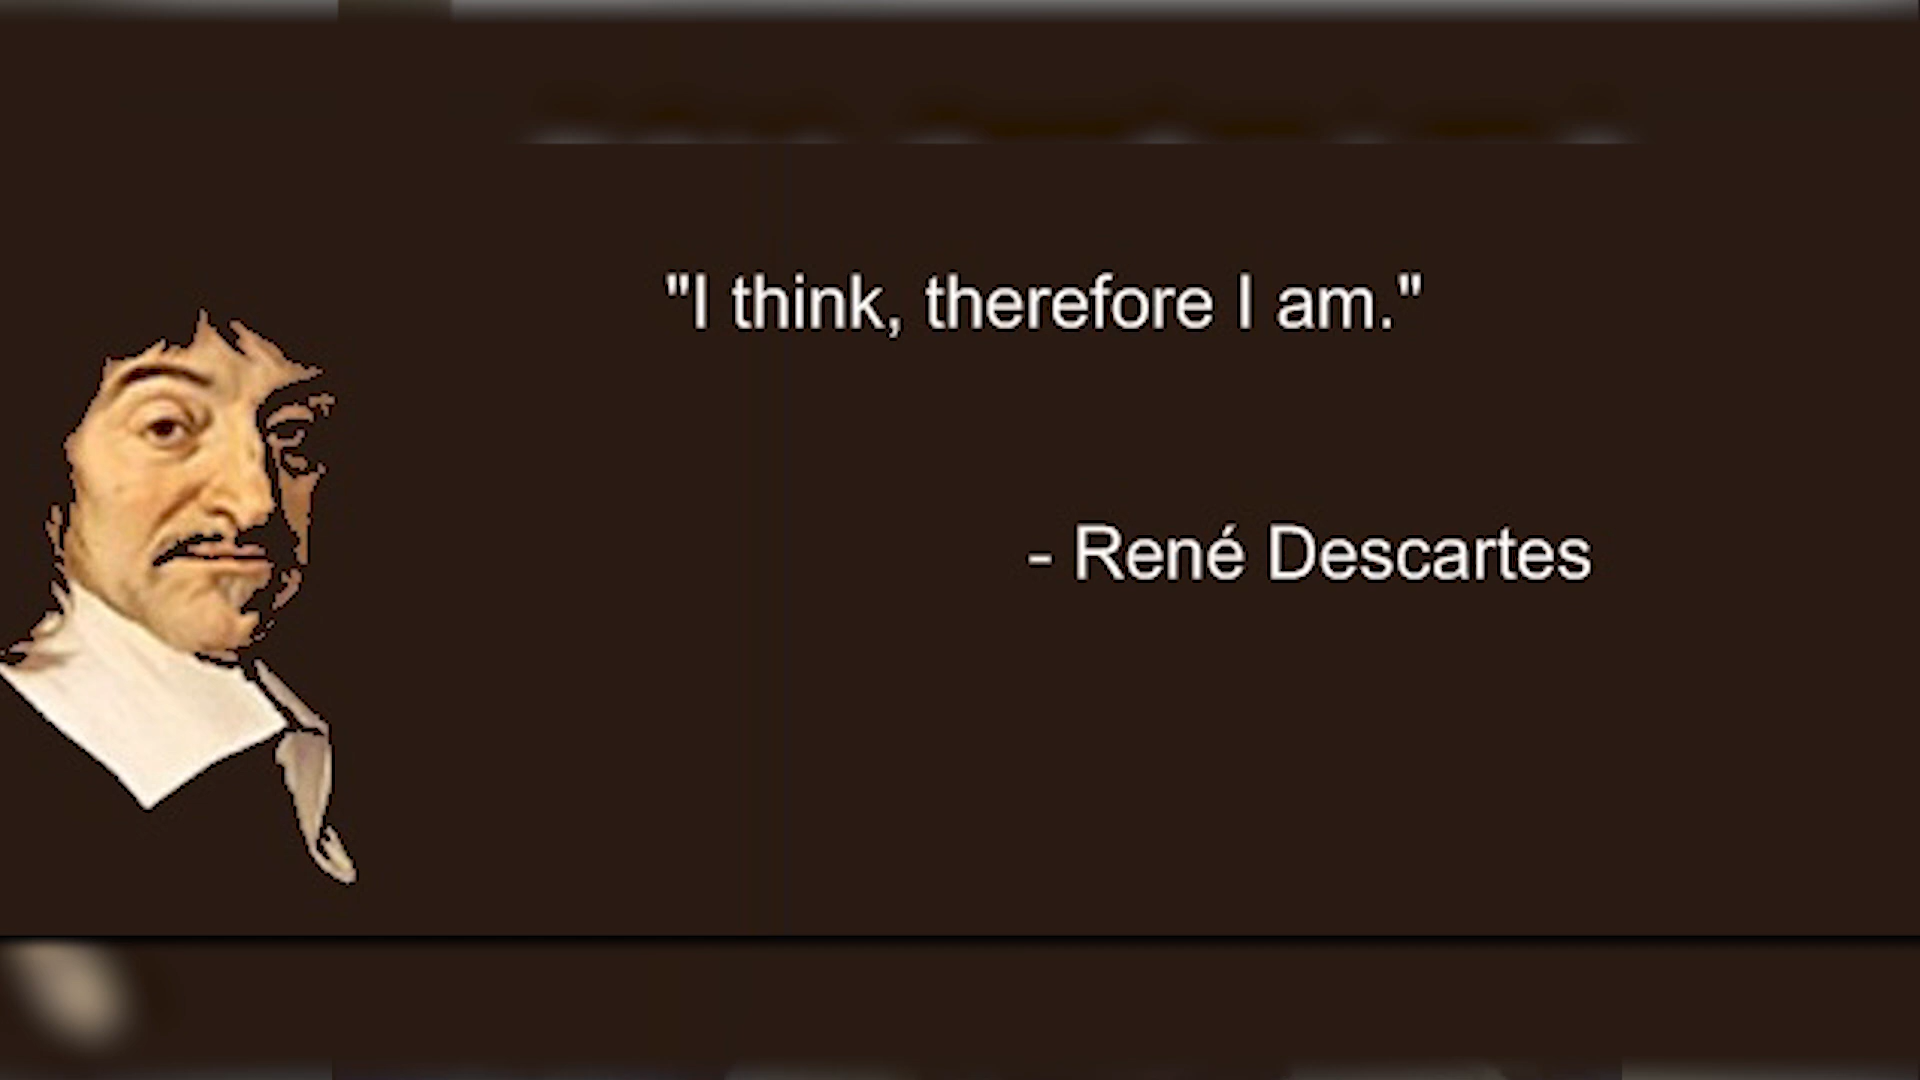 "I think, therefore I am."
- René Descartes